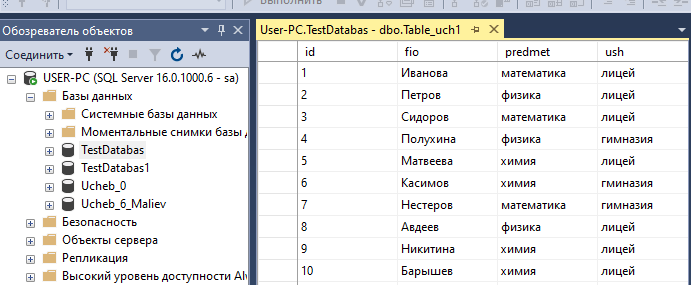 Выполнить
Обозреватель объектов
Соединить
USER-PC (SQL Server 16.0.1000.6 - sa)
Базы данных
Системные базы данных
Моментальные снимки базы
TestDatabas
TestDatabas1
Ucheb_0
Ucheb_6_Maliev
Безопасность
Объекты сервера
Репликация
Высокий уровень доступности
User-PC.TestDatabas - dbo.Table_uch1
id fio predmet ush
1 Иванова математика лицей
2 Петров физика лицей
3 Сидоров математика лицей
4 Полухина физика гимназия
5 Матвеева химия лицей
6 Касимов химия гминазия
7 Нестеров математика гимназия
8 Авдеев физика лицей
9 Никитина химия лицей
10 Барышев химия лицей